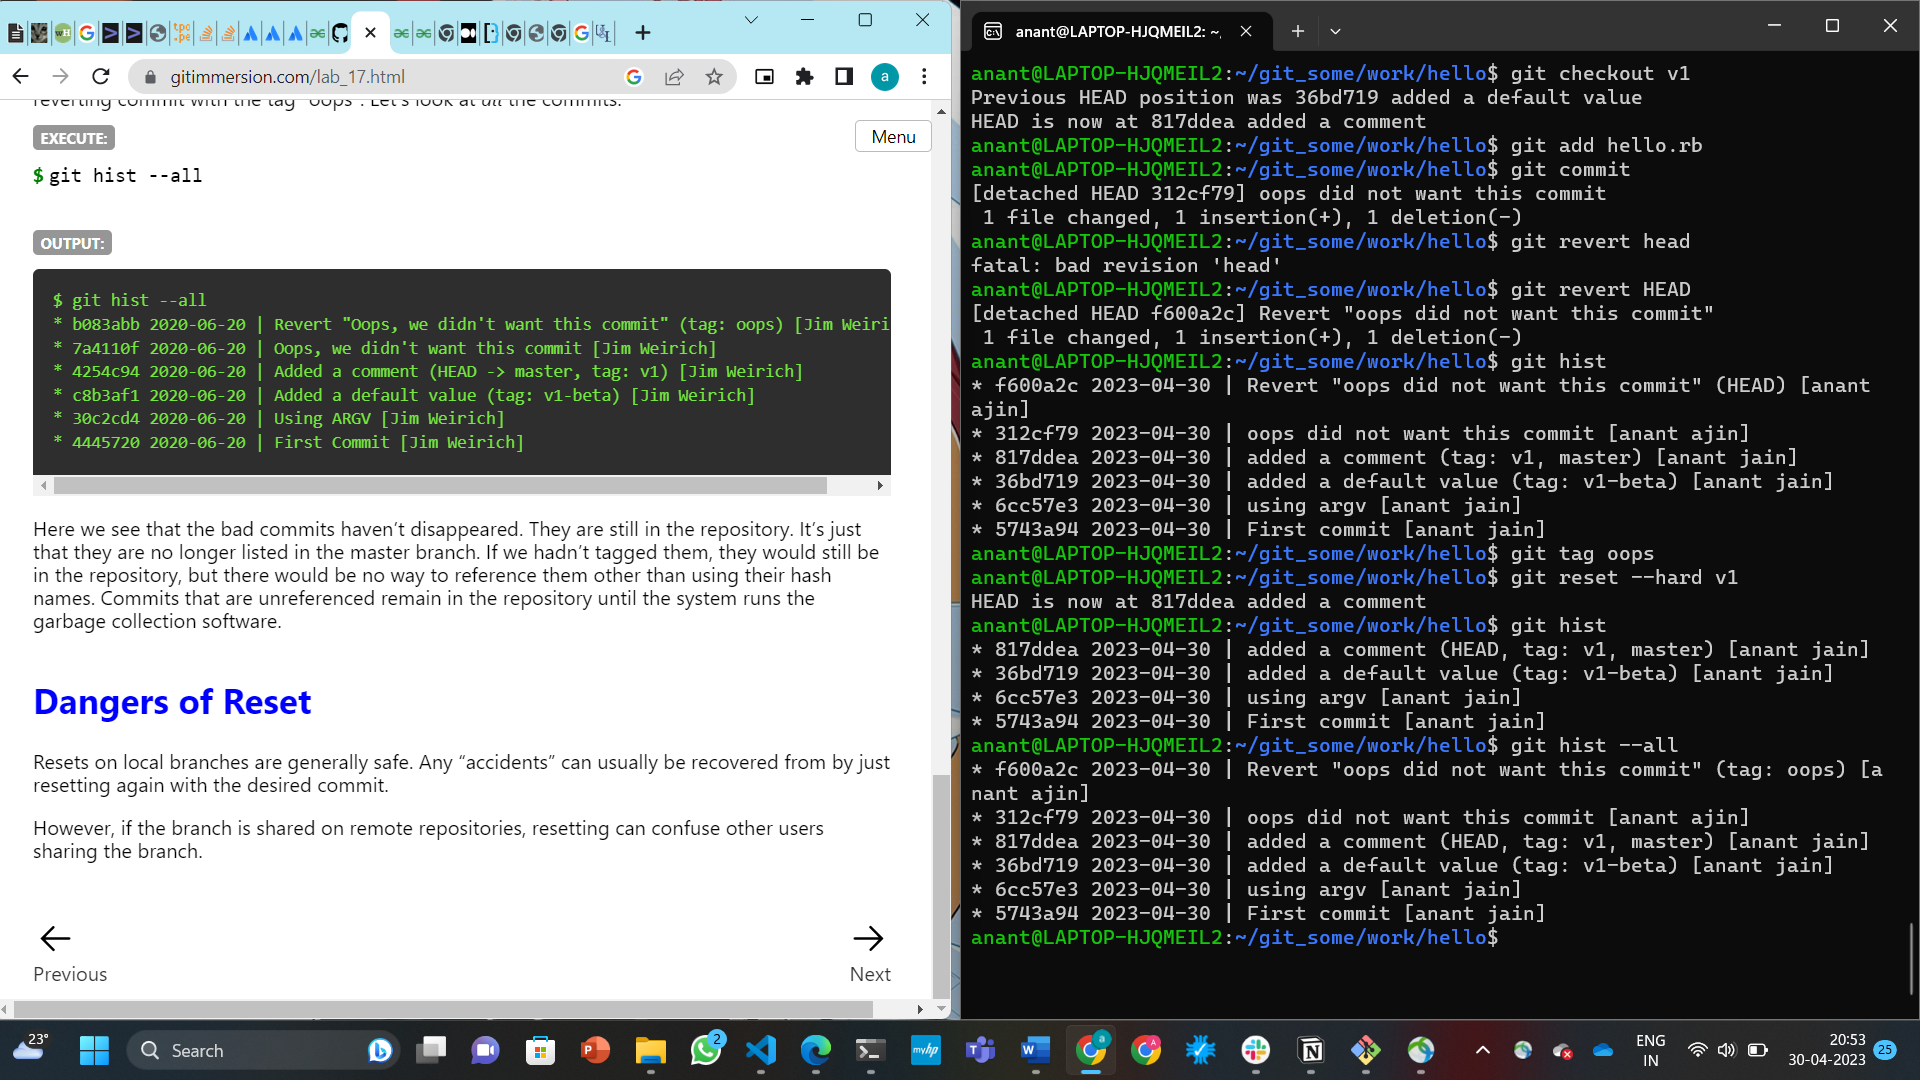 gitimmersion.com/lab_17.html
a
reverting commit with the tag "oops". Let's look at all the commits.
EXECUTE:
Menu
$ git hist --all
OUTPUT:
$ git hist --all
* b083abb 2020-06-20 | Revert "Oops, we didn't want this commit" (tag: oops) [Jim Weiri
* 7a4110f 2020-06-20 | Oops, we didn't want this commit [Jim Weirich]
* 4254c94 2020-06-20 | Added a comment (HEAD -> master, tag: v1) [Jim Weirich]
* c8b3af1 2020-06-20 | Added a default value (tag: v1-beta) [Jim Weirich]
* 30c2cd4 2020-06-20 | Using ARGV [Jim Weirich]
* 4445720 2020-06-20 | First Commit [Jim Weirich]
Here we see that the bad commits haven't disappeared. They are still in the repository. It's just
that they are no longer listed in the master branch. If we hadn't tagged them, they would still be
in the repository, but there would be no way to reference them other than using their hash
names. Commits that are unreferenced remain in the repository until the system runs the
garbage collection software.
Dangers of Reset
Resets on local branches are generally safe. Any “accidents” can usually be recovered from by just
resetting again with the desired commit.
However, if the branch is shared on remote repositories, resetting can confuse other users
sharing the branch.
Previous
Next
anant@LAPTOP-HJQMEIL2: ~,
anant@LAPTOP-HJQMEIL2:~/git_some/work/hello$ git checkout v1
Previous HEAD position was 36bd719 added a default value
HEAD is now at 817ddea added a comment
anant@LAPTOP-HJQMEIL2:~/git_some/work/hello$ git add hello.rb
anant@LAPTOP-HJQMEIL2:~/git_some/work/hello$ git commit
[detached HEAD 312cf79] oops did not want this commit
1 file changed, 1 insertion(+), 1 deletion(-)
anant@LAPTOP-HJQMEIL2:~/git_some/work/hello$ git revert head
fatal: bad revision 'head'
anant@LAPTOP-HJQMEIL2:~/git_some/work/hello$ git revert HEAD
[detached HEAD f600a2c] Revert "oops did not want this commit"
1 file changed, 1 insertion(+), 1 deletion(-)
anant@LAPTOP-HJQMEIL2:~/git_some/work/hello$ git hist
* f600a2c 2023-04-30 | Revert "oops did not want this commit" (HEAD) [anant
ajin]
* 312cf79 2023-04-30 | oops did not want this commit [anant ajin]
* 817ddea 2023-04-30 | added a comment (tag: v1, master) [anant jain]
* 36bd719 2023-04-30 | added a default value (tag: v1-beta) [anant jain]
* 6cc57e3 2023-04-30 | using argv [anant jain]
* 5743a94 2023-04-30 | First commit [anant jain]
anant@LAPTOP-HJQMEIL2:~/git_some/work/hello$ git tag oops
anant@LAPTOP-HJQMEIL2:~/git_some/work/hello$ git reset --hard v1
HEAD is now at 817ddea added a comment
anant@LAPTOP-HJQMEIL2:~/git_some/work/hello$ git hist
* 817ddea 2023-04-30 | added a comment (HEAD, tag: v1, master) [anant jain]
* 36bd719 2023-04-30 | added a default value (tag: v1-beta) [anant jain]
* 6cc57e3 2023-04-30 | using argv [anant jain]
* 5743a94 2023-04-30 | First commit [anant jain]
anant@LAPTOP-HJQMEIL2:~/git_some/work/hello$ git hist --all
* f600a2c 2023-04-30 | Revert "oops did not want this commit" (tag: oops) [a
nant ajin]
* 312cf79 2023-04-30 | oops did not want this commit [anant ajin]
* 817ddea 2023-04-30 | added a comment (HEAD, tag: v1, master) [anant jain]
* 36bd719 2023-04-30 | added a default value (tag: v1-beta) [anant jain]
* 6cc57e3 2023-04-30 | using argv [anant jain]
* 5743a94 2023-04-30 | First commit [anant jain]
anant@LAPTOP-HJQMEIL2:~/git_some/work/hello$
23°
Search
2
myhp
ENG
IN
20:53
30-04-2023
25